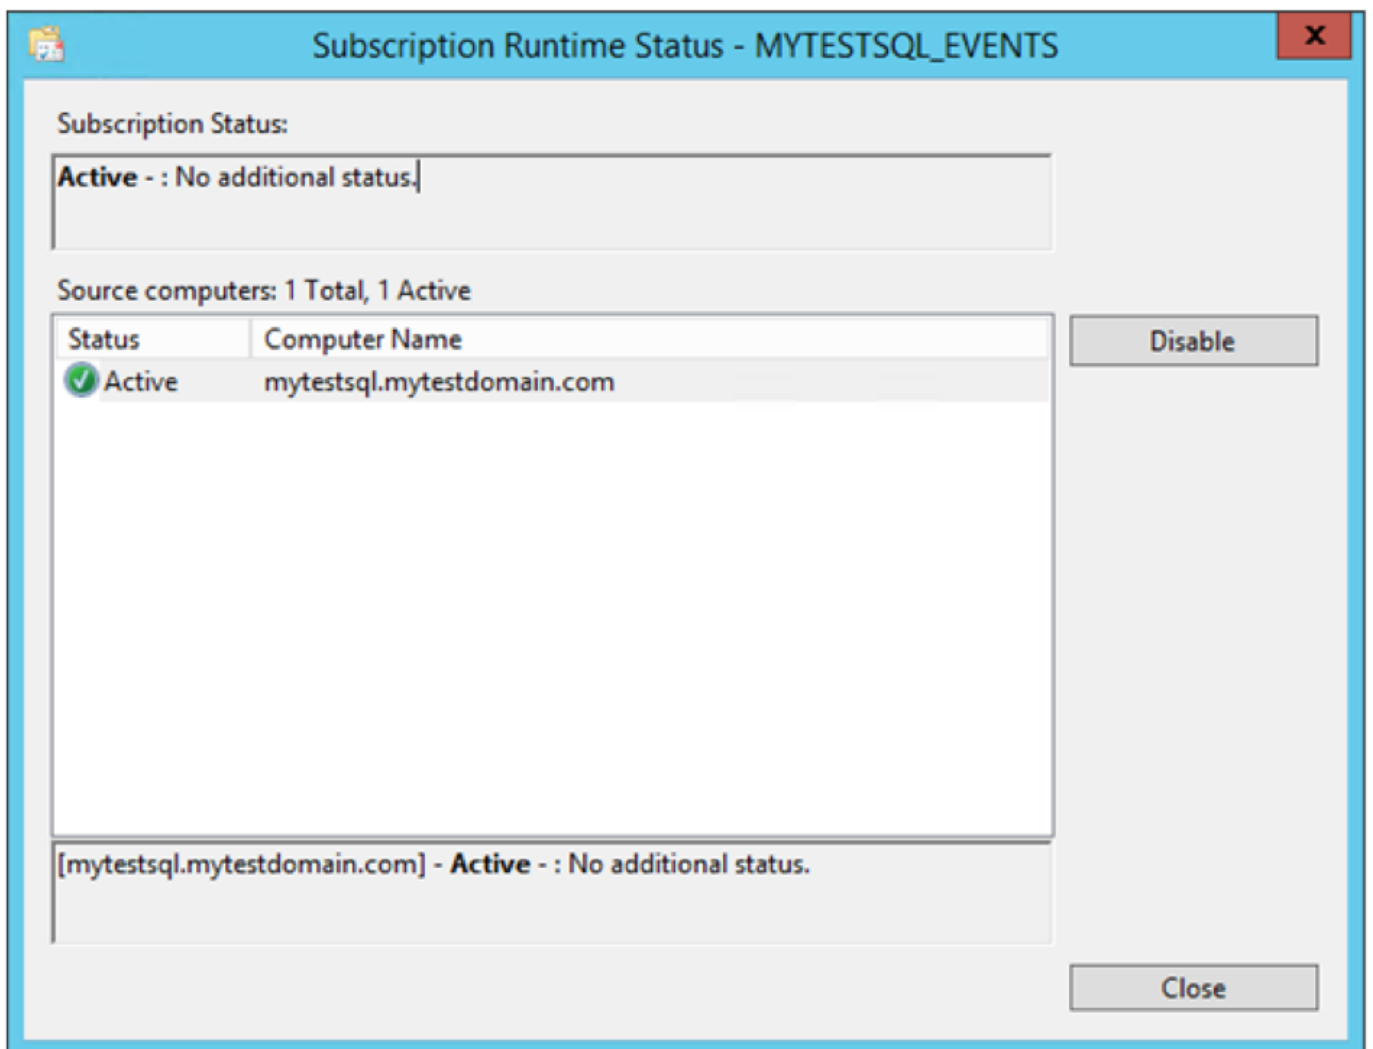 Subscription Runtime Status - MYTESTSQL_EVENTS
x
Subscription Status:
Active - : No additional status.
Source computers: 1 Total, 1 Active
Status Computer Name
Disable
Active mytestsql.mytestdomain.com
[mytestsql.mytestdomain.com] - Active - : No additional status.
Close